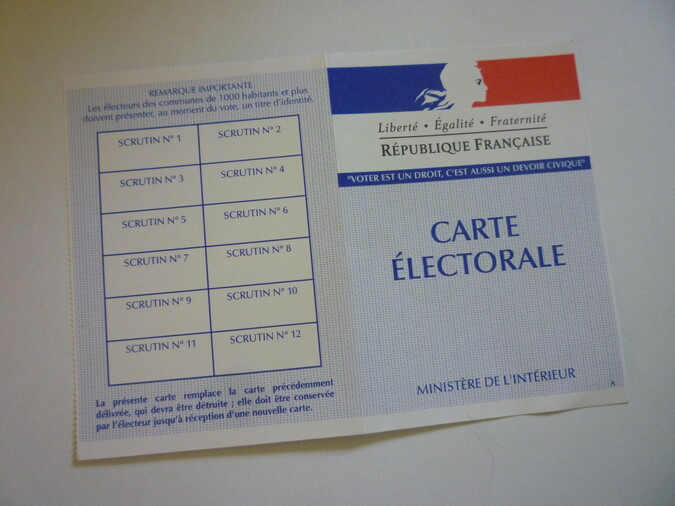 REMARQUE IMPORTANTE
Les électeurs des communes de 1000 habitants et plus
doivent présenter, au moment du vote, un titre d'identité.
SCRUTIN N° 1
SCRUTIN N° 2
SCRUTIN N° 3
SCRUTIN N° 4
SCRUTIN N° 5
SCRUTIN N° 6
SCRUTIN N° 7
SCRUTIN N° 8
SCRUTIN N° 9
SCRUTIN N° 10
SCRUTIN N° 11
SCRUTIN N° 12
La présente carte remplace la carte précédemment
délivrée, qui devra être détruite ; elle doit être conservée
par l'électeur jusqu'à réception d'une nouvelle carte.
Liberté • Égalité • Fraternité
RÉPUBLIQUE FRANÇAISE
"VOTER EST UN DROIT, C'EST AUSSI UN DEVOIR CIVIQUE"
CARTE
ÉLECTORALE
MINISTÈRE DE L'INTÉRIEUR
A